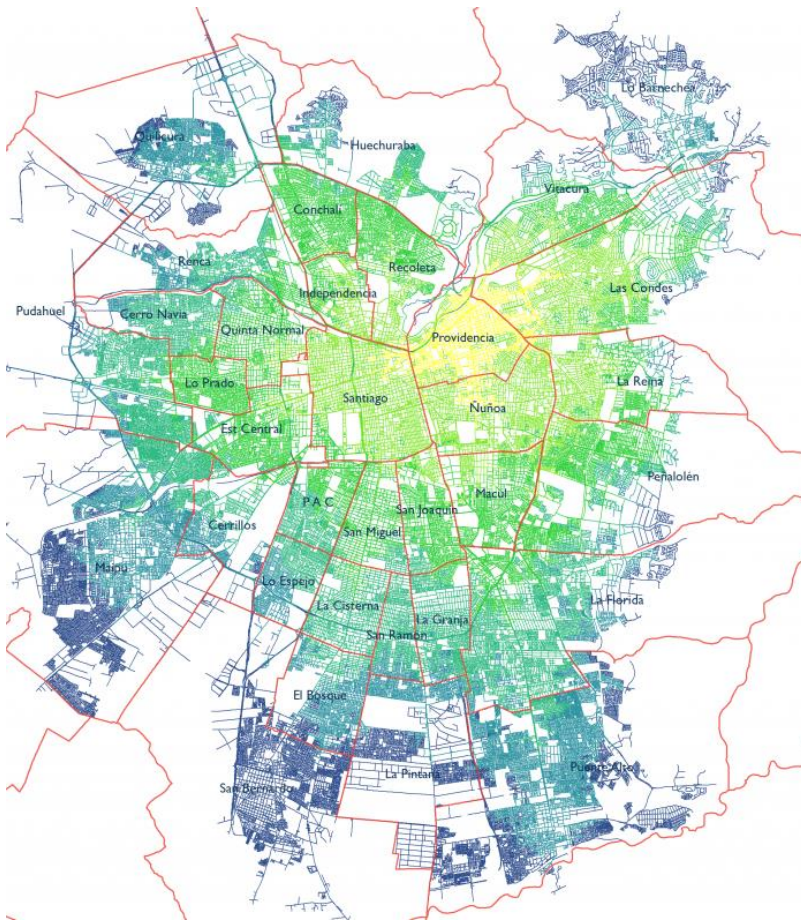 Lo Barnechea
Quilicura
Huechuraba
Vitacura
Conchalí
Renca
Recoleta
Las Condes
Independencia
Pudahuel
Cerro Navia
Quinta Normal
Providencia
Lo Prado
La Reina
Santiago
Ñuñoa
Est Central
Peñalolén
Macul
P A C
San Joaquín
Cerrillos
San Miguel
Maipú
Lo Espejo
La Cisterna
La Florida
La Granja
San Ramón
El Bosque
Puente Alto
La Pintana
San Bernardo